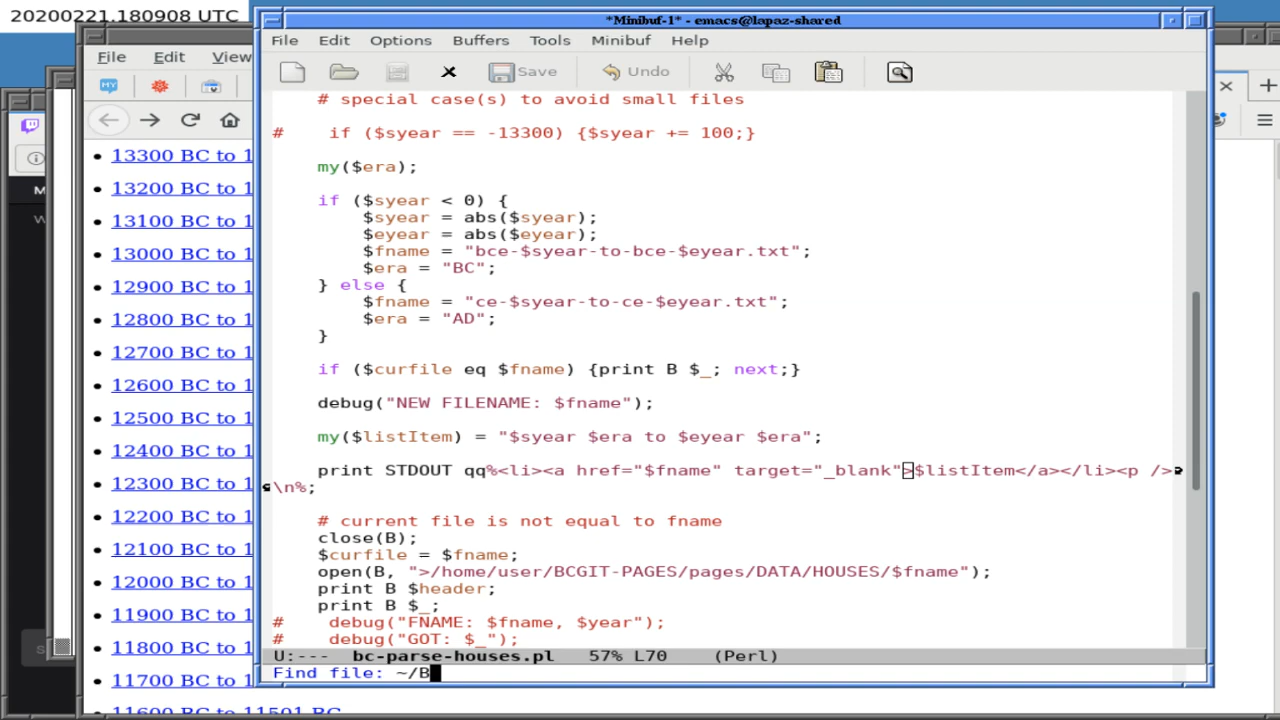 20200221.180908 UTC
*Minibuf-1* - emacs@lapaz-shared
File Edit Options Buffers Tools Minibuf Help
Save Undo
File Edit View
MY
13300 BC to 1
13200 BC to 1
13100 BC to 1
13000 BC to 1
12900 BC to 1
12800 BC to 1
12700 BC to 1
12600 BC to 1
12500 BC to 1
12400 BC to 1
12300 BC to 1
12200 BC to 1
12100 BC to 1
12000 BC to 1
11900 BC to 1
11800 BC to 1
11700 BC to 1
11600 BC to 11501 BC
# special case(s) to avoid small files
#    if ($syear == -13300) {$syear += 100;}
my($era);
if ($syear < 0) {
$syear = abs($syear);
$eyear = abs($eyear);
$fname = "bce-$syear-to-bce-$eyear.txt";
$era = "BC";
} else {
$fname = "ce-$syear-to-ce-$eyear.txt";
$era = "AD";
}
if ($curfile eq $fname) {print B $_; next;}
debug("NEW FILENAME: $fname");
my($listItem) = "$syear $era to $eyear $era";
print STDOUT qq%<li><a href="$fname" target="_blank">$listItem</a></li><p />
\n%;
# current file is not equal to fname
close(B);
$curfile = $fname;
open(B, ">/home/user/BCGIT-PAGES/pages/DATA/HOUSES/$fname");
print B $header;
print B $_;
#    debug("FNAME: $fname, $year");
#    debug("GOT: $_");
U:---  bc-parse-houses.pl   57% L70    (Perl)
Find file: ~/B